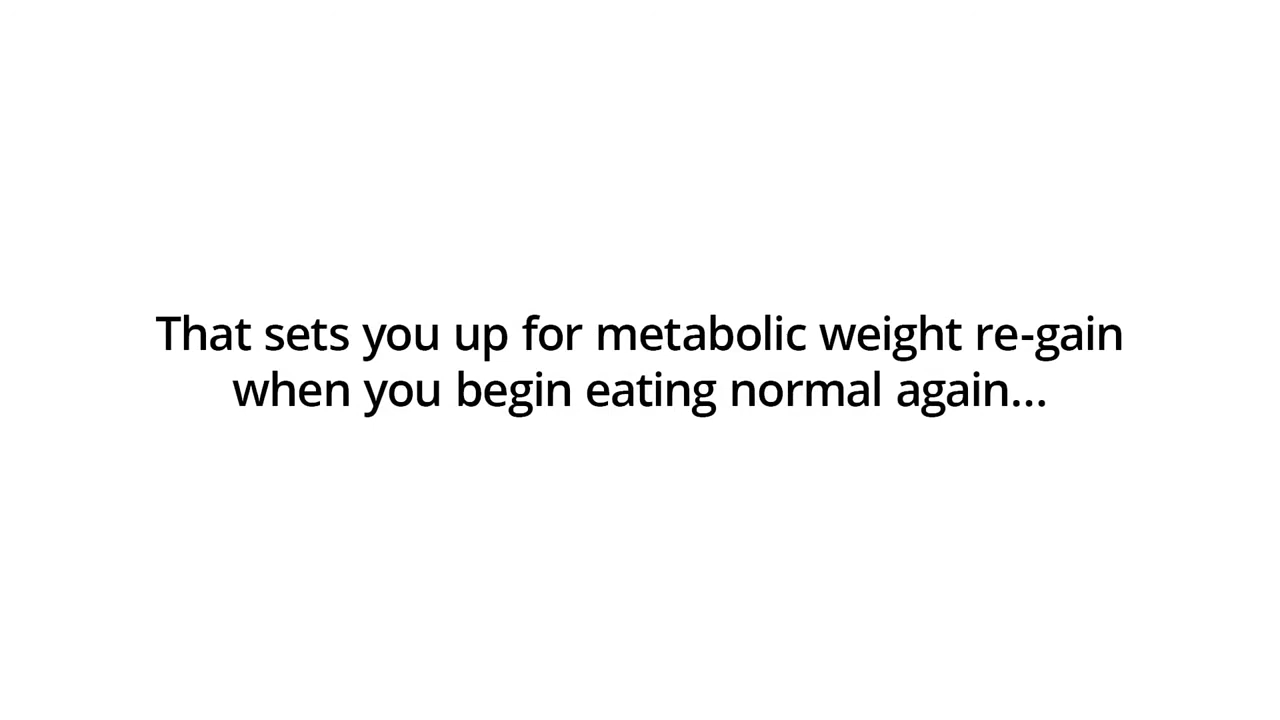 That sets you up for metabolic weight re-gain
when you begin eating normal again...